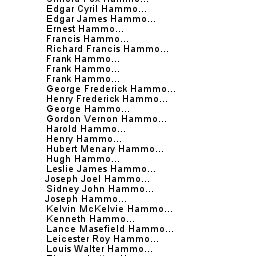 Edgar Cyril Hammo...
Edgar James Hammo...
Ernest Hammo...
Francis Hammo...
Richard Francis Hammo...
Frank Hammo...
Frank Hammo...
Frank Hammo...
George Frederick Hammo...
Henry Frederick Hammo...
George Hammo...
Gordon Vernon Hammo...
Harold Hammo...
Henry Hammo...
Hubert Menary Hammo...
Hugh Hammo...
Leslie James Hammo...
Joseph Joel Hammo...
Sidney John Hammo...
Joseph Hammo...
Kelvin McKelvie Hammo...
Kenneth Hammo...
Lance Masefield Hammo...
Leicester Roy Hammo...
Louis Walter Hammo...